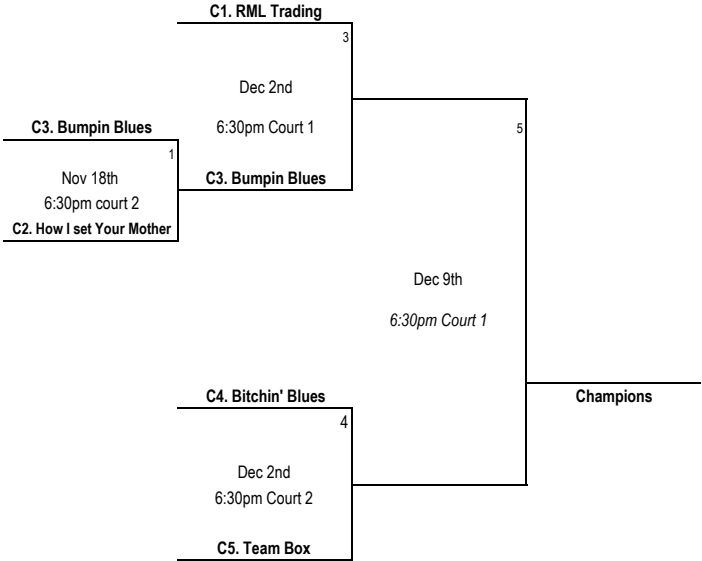 C1. RML Trading
3
Dec 2nd
6:30pm Court 1
C3. Bumpin Blues
C3. Bumpin Blues
1
Nov 18th
6:30pm court 2
C2. How I set Your Mother
5
Dec 9th
6:30pm Court 1
Champions
C4. Bitchin' Blues
4
Dec 2nd
6:30pm Court 2
C5. Team Box